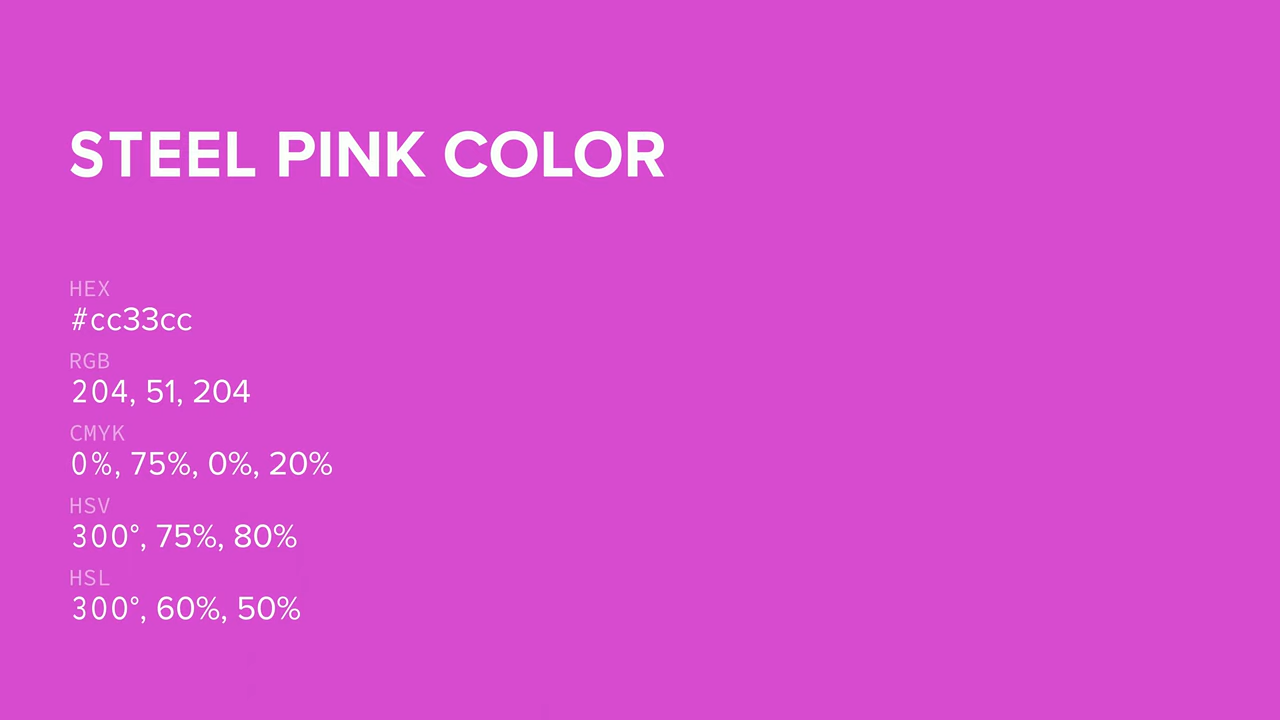 STEEL PINK COLOR
HEX
#cc33cc
RGB
204, 51, 204
CMYK
0%, 75%, 0%, 20%
HSV
300°, 75%, 80%
HSL
300°, 60%, 50%